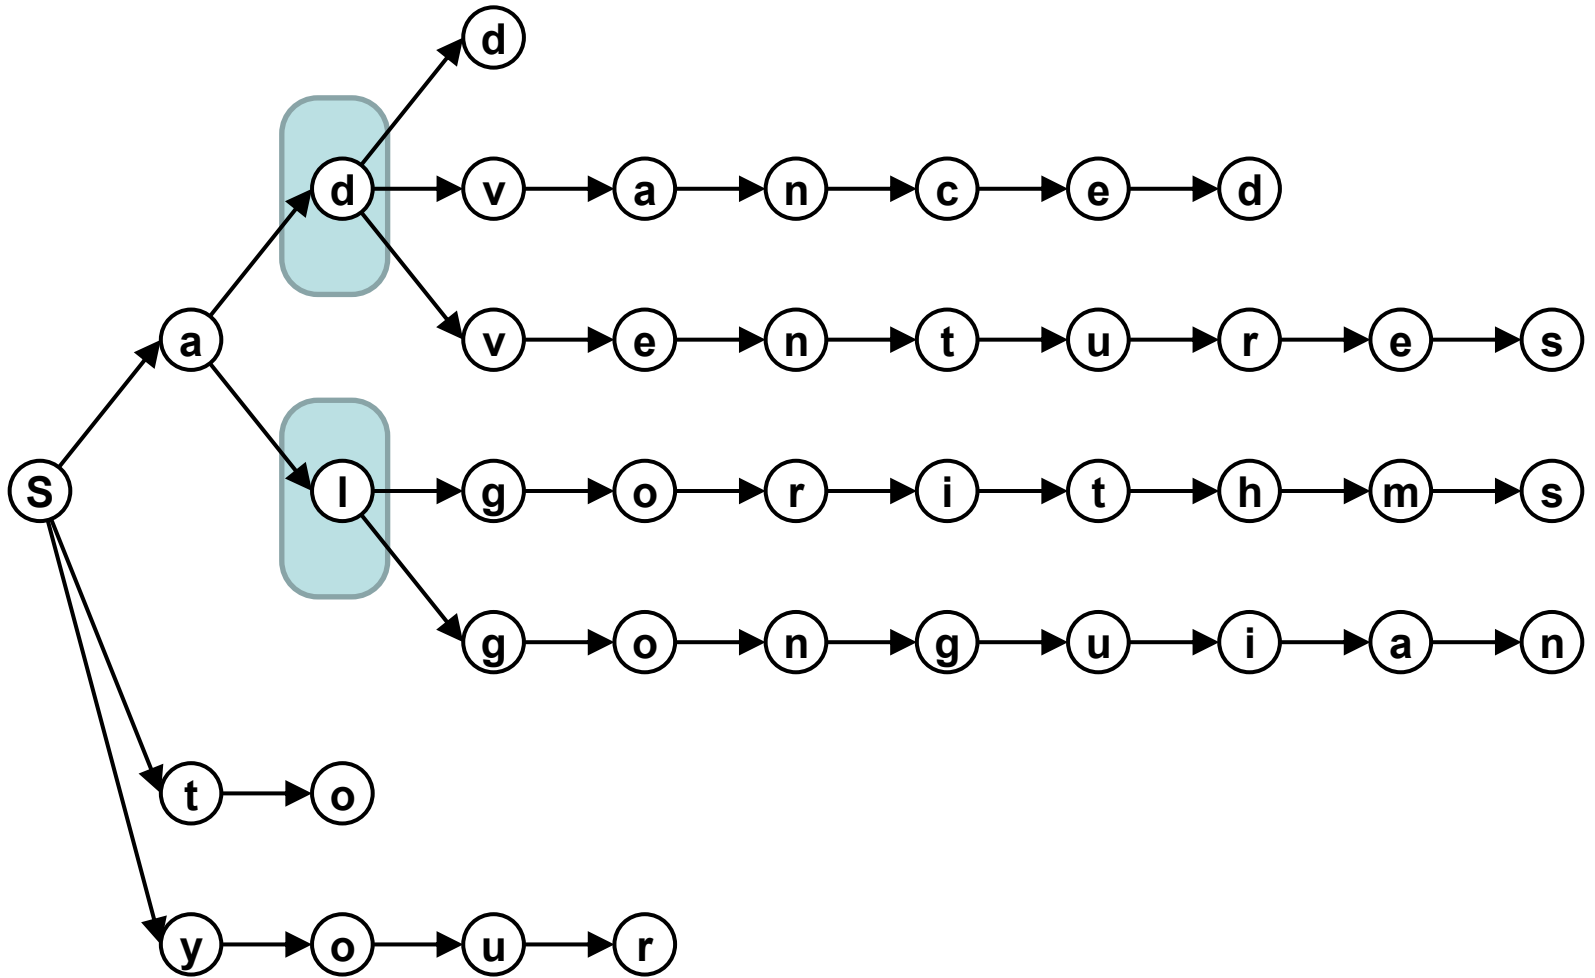 d
d v a n c e d
a v e n t u r e s
S l g o r i t h m s
g o n g u i a n
t o
y o u r